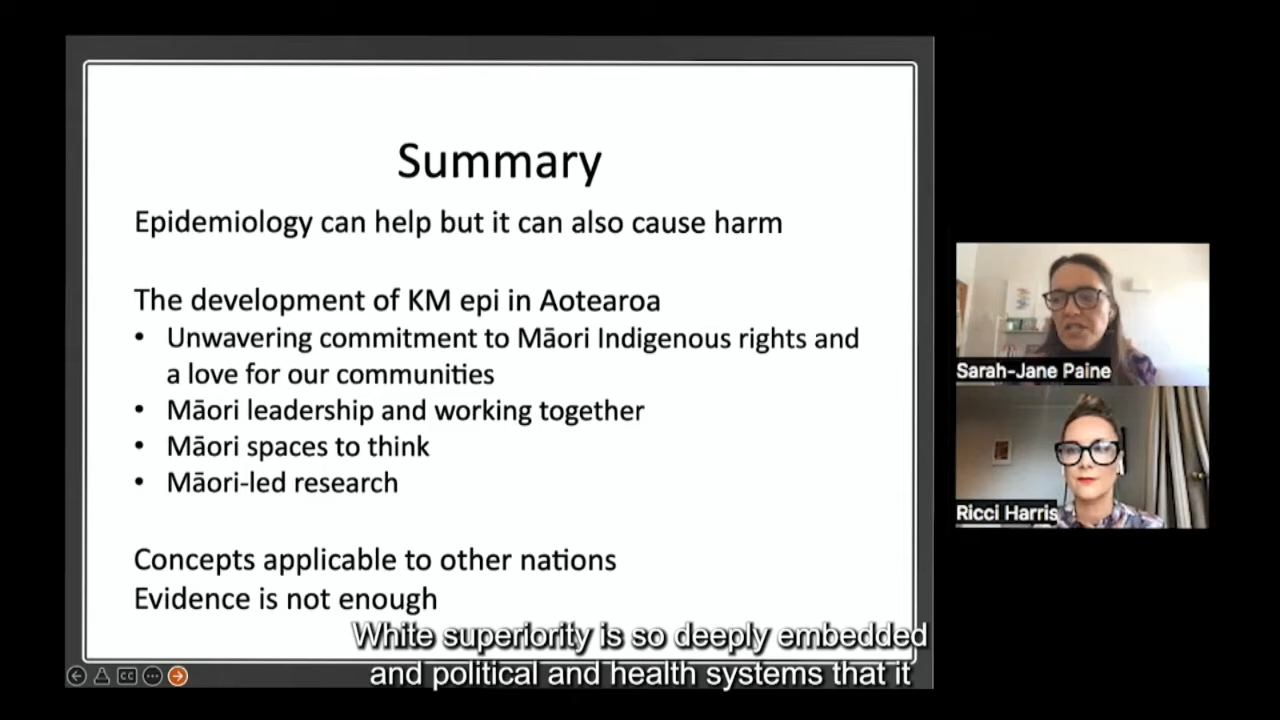 Summary
Epidemiology can help but it can also cause harm
The development of KM epi in Aotearoa
• Unwavering commitment to Māori Indigenous rights and
a love for our communities
• Māori leadership and working together
• Māori spaces to think
• Māori-led research
Concepts applicable to other nations
Evidence is not enough
White superiority is so deeply embedded
and political and health systems that it
CC
Sarah-Jane Paine
Ricci Harris